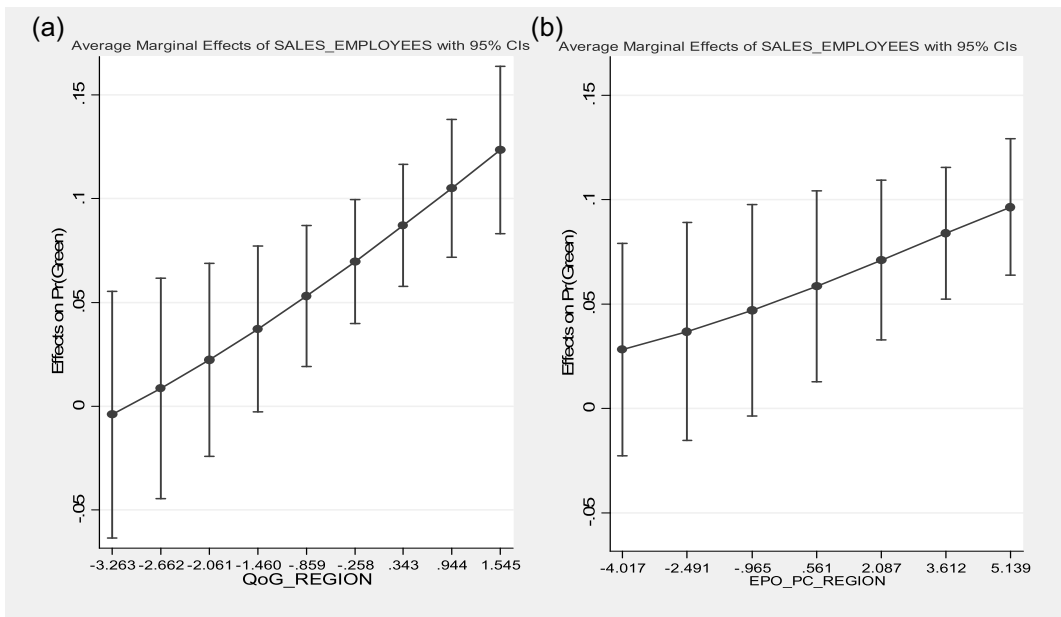 (a)
Average Marginal Effects of SALES_EMPLOYEES with 95% CIs
Effects on Pr(Green)
.15
.1
.05
0
-.05
-3.263 -2.662 -2.061 -1.460 -.859 -.258 .343 .944 1.545
QoG_REGION
(b)
Average Marginal Effects of SALES_EMPLOYEES with 95% CIs
Effects on Pr(Green)
.15
.1
.05
0
-.05
-4.017 -2.491 -.965 .561 2.087 3.612 5.139
EPO_PC_REGION